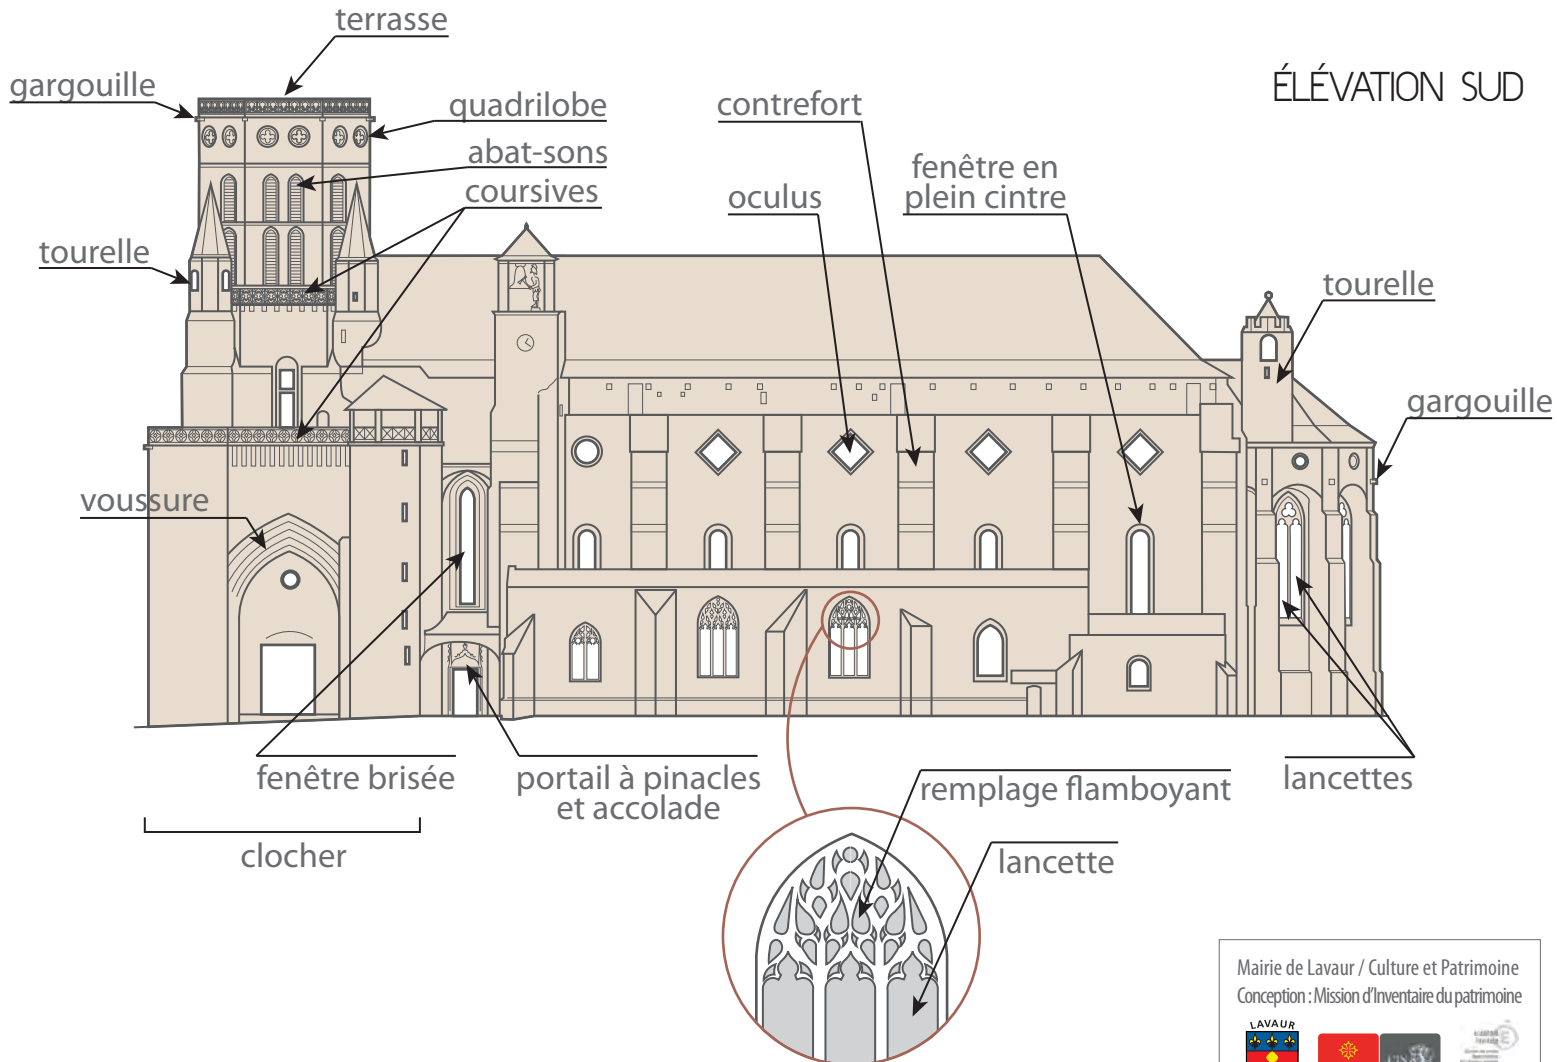 terrasse
ÉLÉVATION SUD
gargouille
quadrilobe
contrefort
abat-sons
fenêtre en
plein cintre
coursives
oculus
tourelle
tourelle
gargouille
voussure
fenêtre brisée
portail à pinacles
et accolade
remplage flamboyant
lancettes
clocher
lancette
Mairie de Lavaur / Culture et Patrimoine
Conception : Mission d'Inventaire du patrimoine
LAVAUR